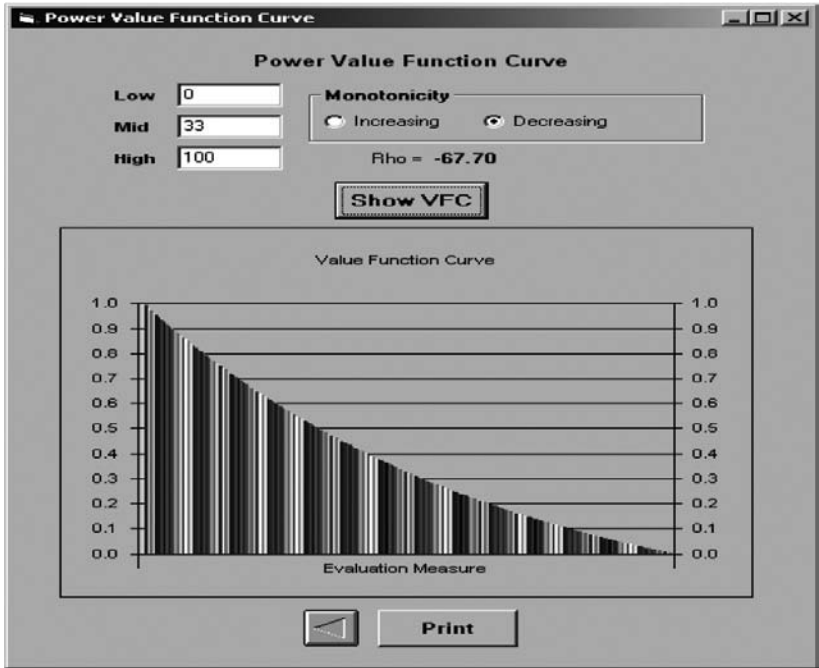 Power Value Function Curve
Power Value Function Curve
Low 0
Mid 33
High 100
Monotonicity
Increasing Decreasing
Rho = -67.70
Show VFC
Value Function Curve
1.0 1.0
0.9 0.9
0.8 0.8
0.7 0.7
0.6 0.6
0.5 0.5
0.4 0.4
0.3 0.3
0.2 0.2
0.1 0.1
0.0 0.0
Evaluation Measure
Print